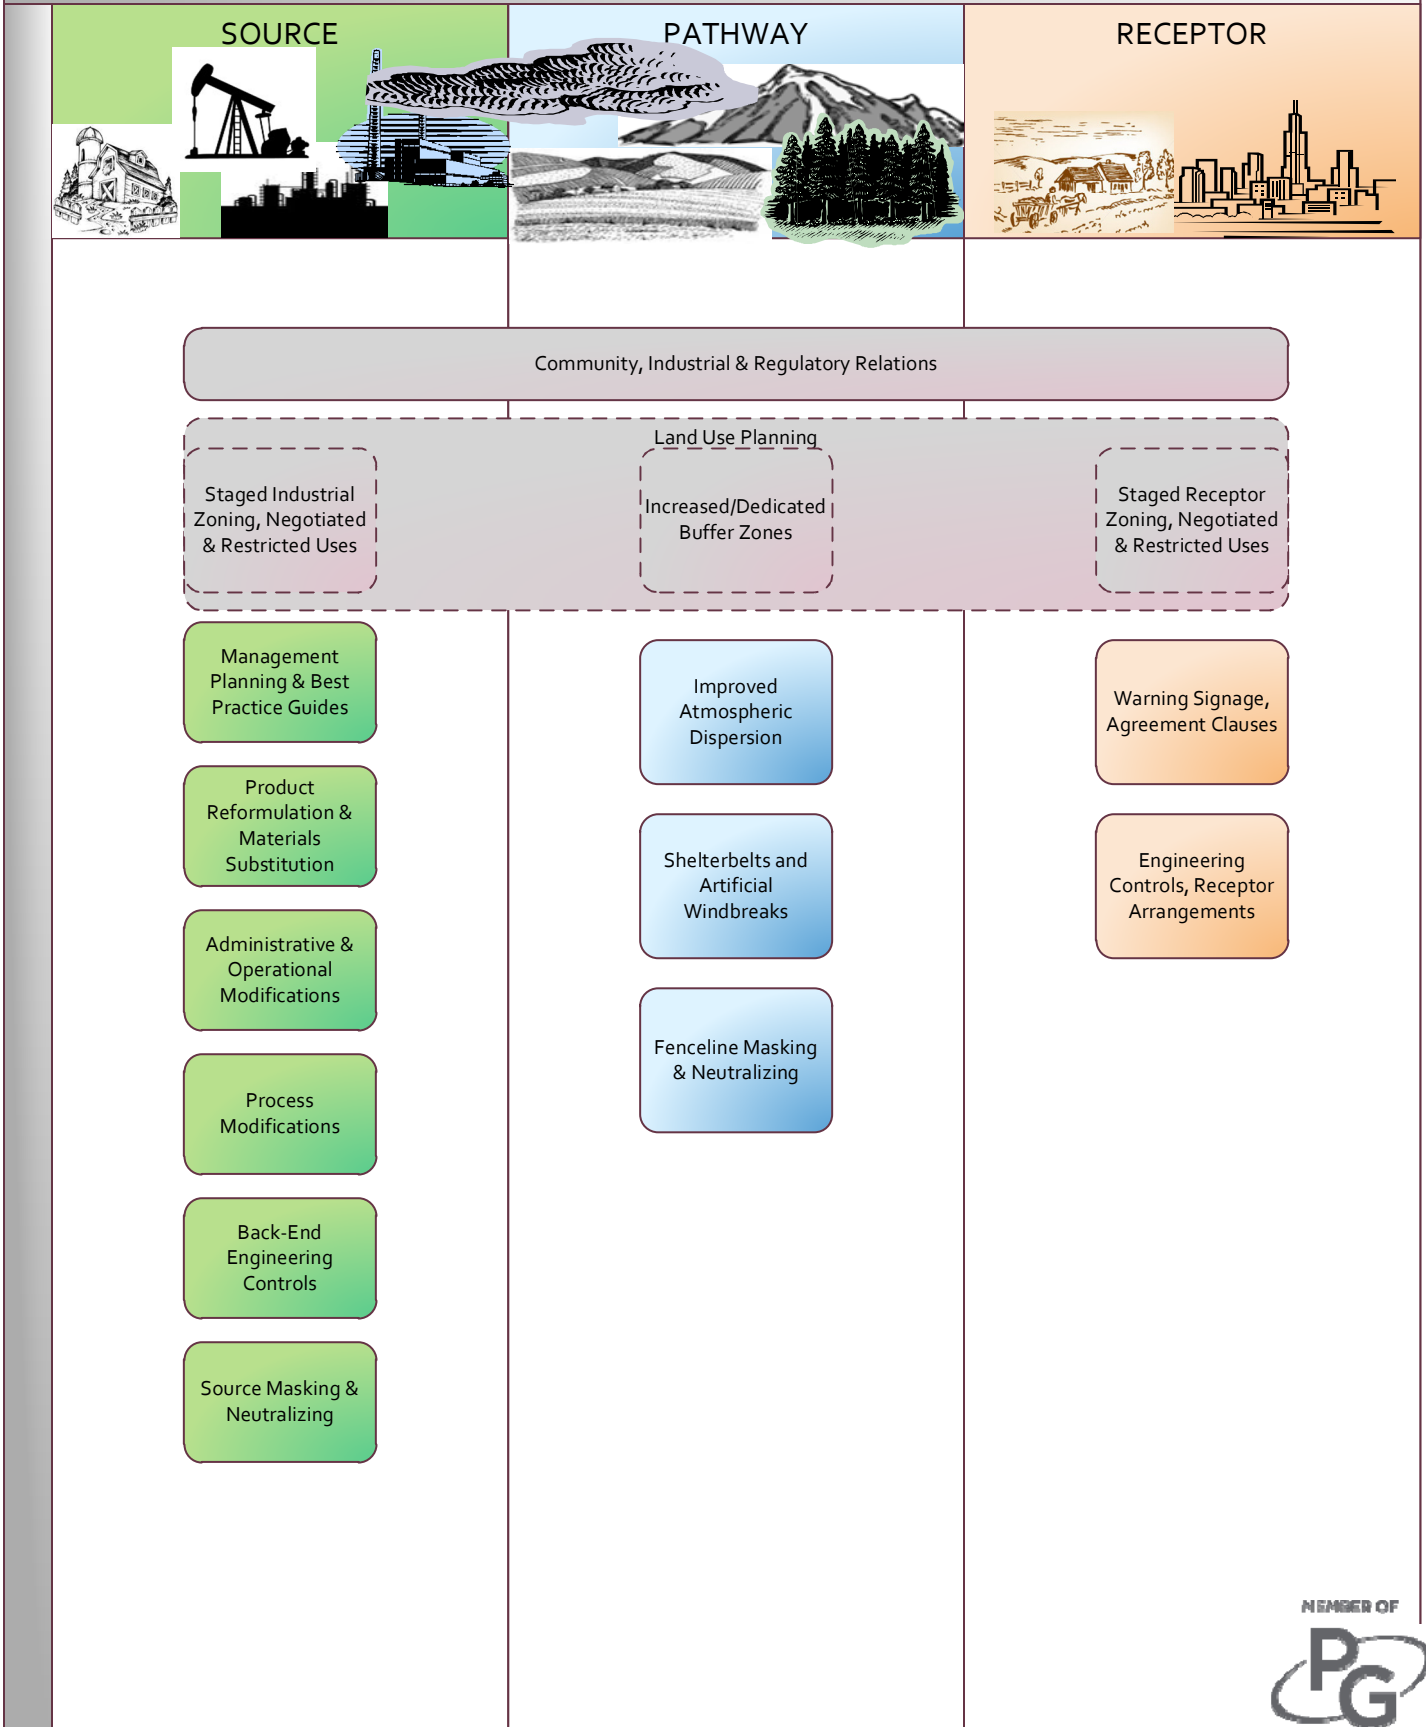 SOURCE
PATHWAY
RECEPTOR
Community, Industrial & Regulatory Relations
Land Use Planning
Staged Industrial
Zoning, Negotiated
& Restricted Uses
Increased/Dedicated
Buffer Zones
Staged Receptor
Zoning, Negotiated
& Restricted Uses
Management
Planning & Best
Practice Guides
Product
Reformulation &
Materials
Substitution
Administrative &
Operational
Modifications
Process
Modifications
Back-End
Engineering
Controls
Source Masking &
Neutralizing
Improved
Atmospheric
Dispersion
Shelterbelts and
Artificial
Windbreaks
Fenceline Masking
& Neutralizing
Warning Signage,
Agreement Clauses
Engineering
Controls, Receptor
Arrangements
MEMBER OF
PG